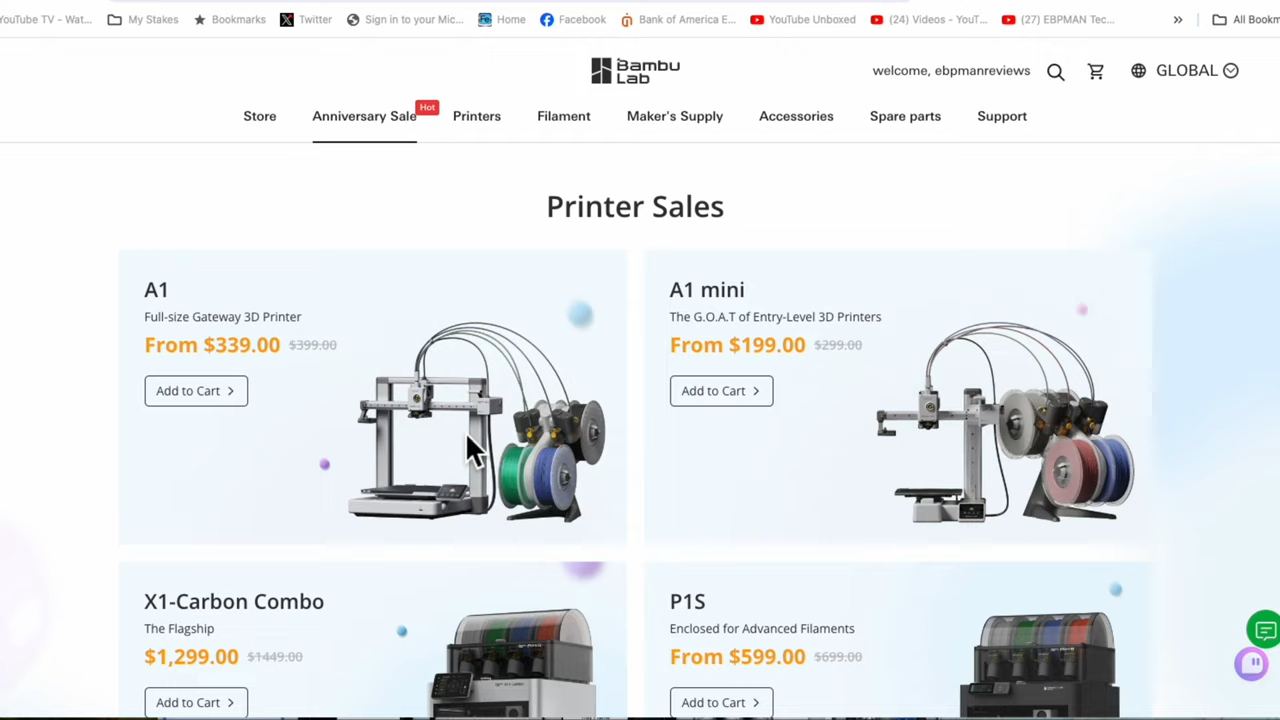 YouTube TV - Wat...
My Stakes
Bookmarks
Twitter
Sign in to your Mic...
Home
Facebook
Bank of America E...
YouTube Unboxed
(24) Videos - YouT...
(27) EBPMAN Tec...
»
All Bookm
Bambu
Lab
welcome, ebpmanreviews
GLOBAL
Store
Anniversary Sale
Hot
Printers
Filament
Maker's Supply
Accessories
Spare parts
Support
Printer Sales
A1
Full-size Gateway 3D Printer
From $339.00 $399.00
Add to Cart >
A1 mini
The G.O.A.T of Entry-Level 3D Printers
From $199.00 $299.00
Add to Cart >
X1-Carbon Combo
The Flagship
$1,299.00 $1449.00
Add to Cart >
P1S
Enclosed for Advanced Filaments
From $599.00 $699.00
Add to Cart >